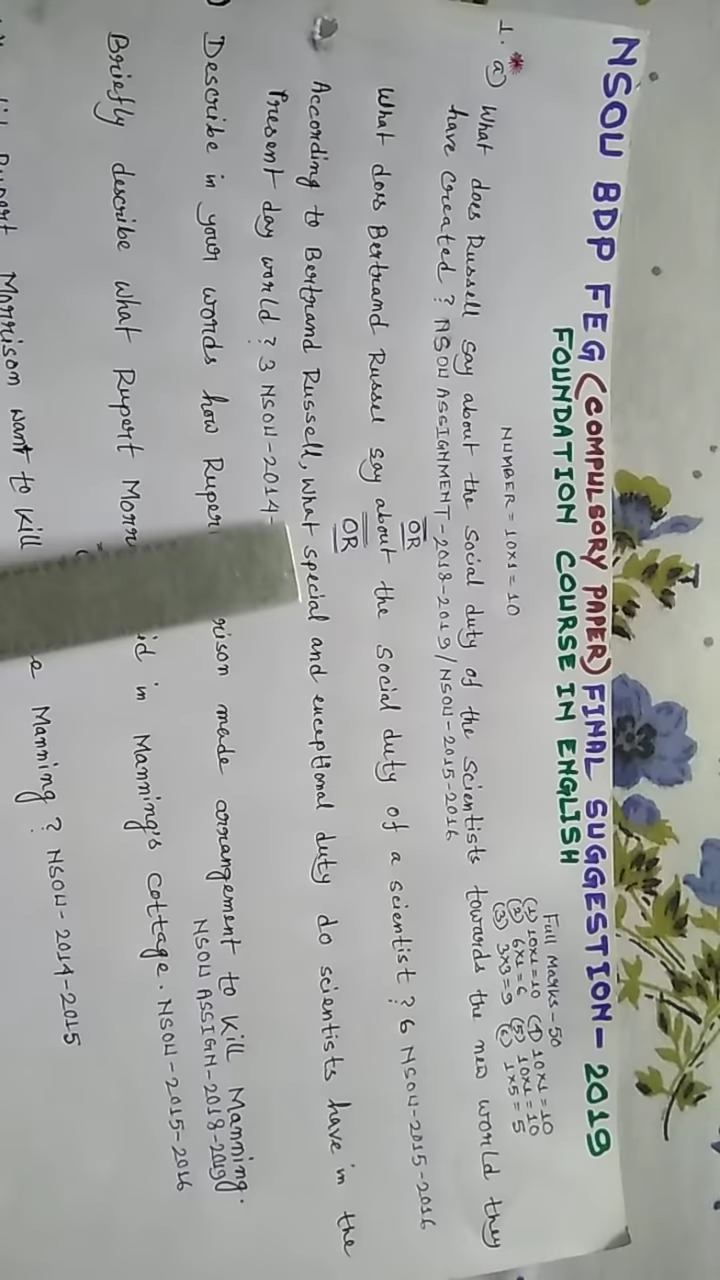 NSOU BDP FEG (COMPULSORY PAPER) FINAL SUGGESTION - 2019
FOUNDATION COURSE IN ENGLISH
Full Marks - 50
(1) 10x1=10 (4) 10x1=10
(2) 6x1=6 (5) 10x1=10
(3) 3x3=9 (6) 1x5=5
NUMBER = 10x1=10
1. * a) What does Russell say about the social duty of the scientists towards the new world they
have created? NSOU ASSIGNMENT-2018-2019/NSOU-2015-2016
OR
What does Bertrand Russel say about the social duty of a scientist? 6 NSOU-2015-2016
OR
According to Bertrand Russell, what special and exceptional duty do scientists have in the
Present day world? 3 NSOU-2014-
) Describe in your words how Ruper rison made arrangement to kill Manning.
NSOU ASSIGN-2018-2019
Briefly describe what Rupert Morr id in Manning's cottage. NSOU-2015-2016
Morrison want to kill e Manning? NSOU-2014-2015